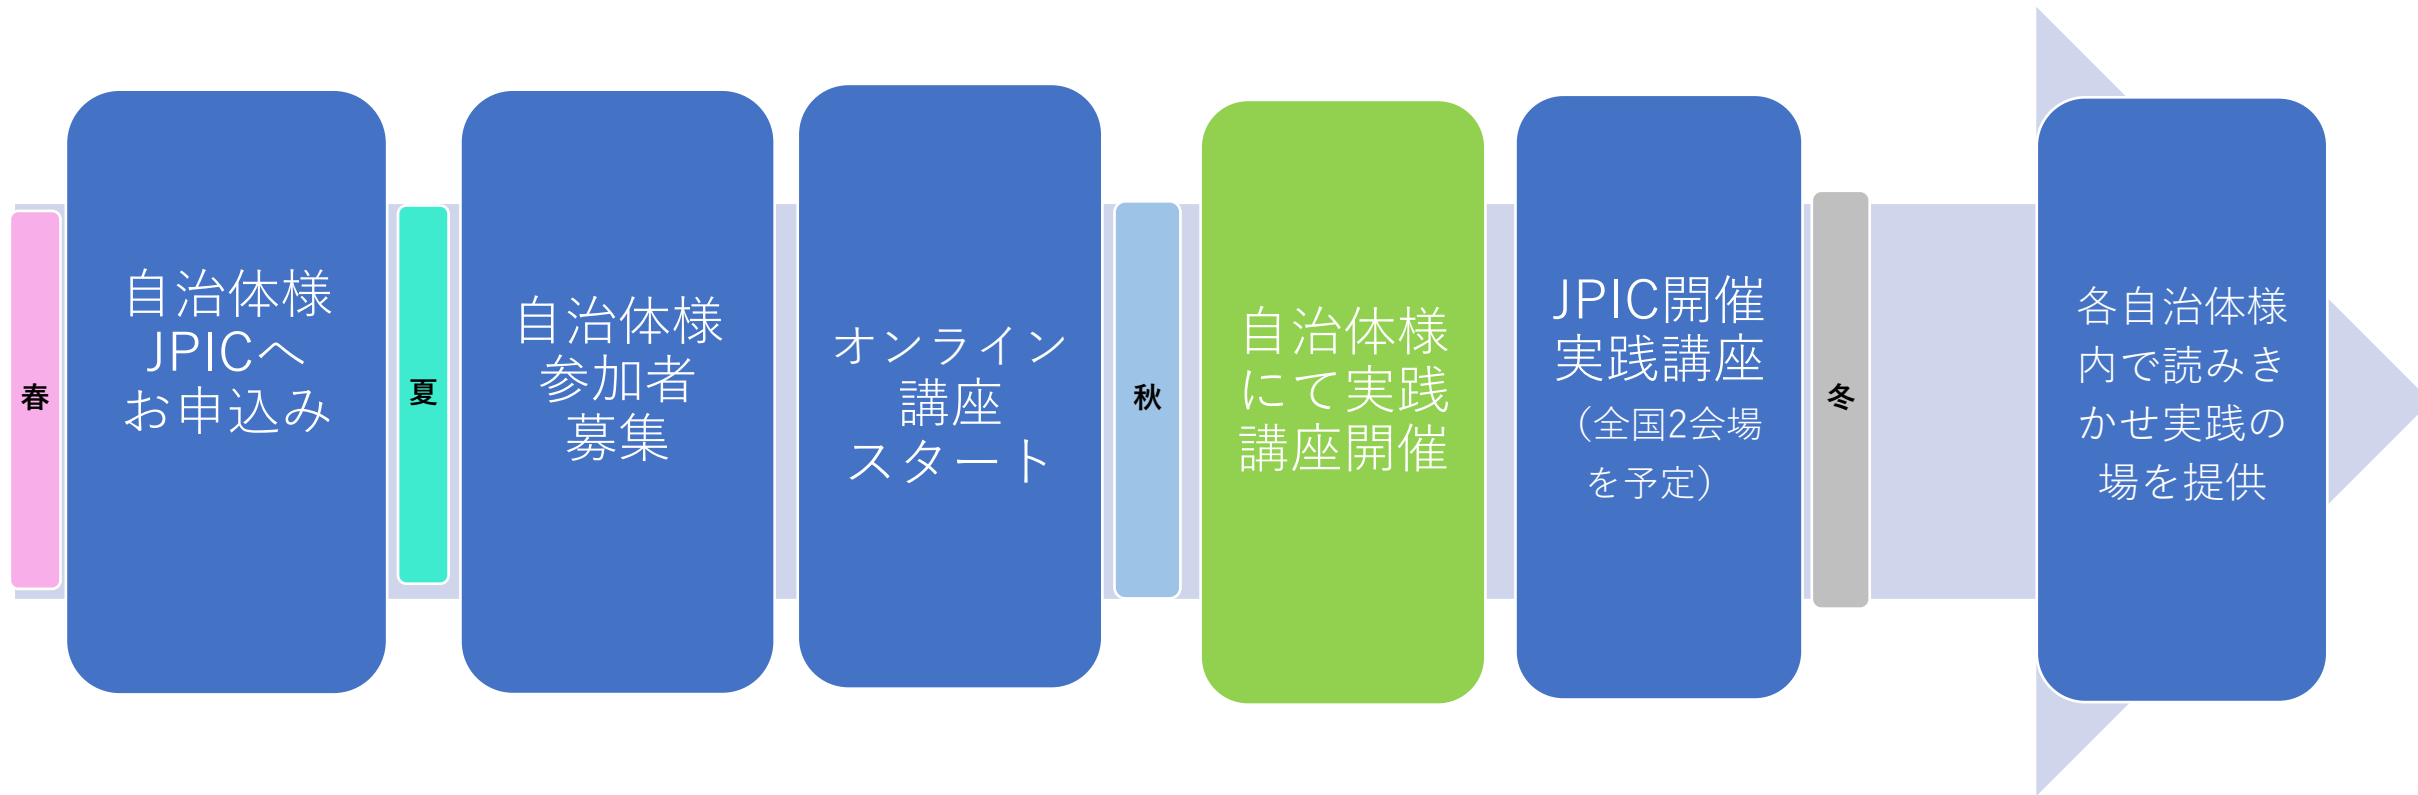 春
自治体様
JPICへ
お申込み
夏
自治体様
参加者
募集
オンライン
講座
スタート
秋
自治体様
にて実践
講座開催
JPIC開催
実践講座
（全国2会場
を予定）
冬
各自治体様
内で読みき
かせ実践の
場を提供